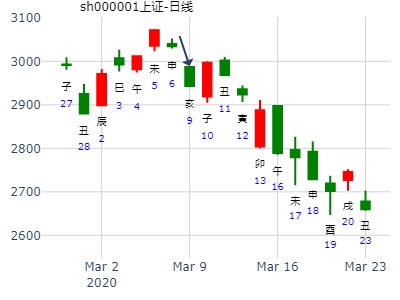 sh000001上证-日线
3100
3000
2900
2800
2700
2600
子
27
丑
28
辰
2
巳
3
午
4
未
5
申
6
亥
9
子
10
丑
11
寅
12
卯
13
午
16
未
17
申
18
酉
19
戌
20
丑
23
Mar 2
2020
Mar 9
Mar 16
Mar 23